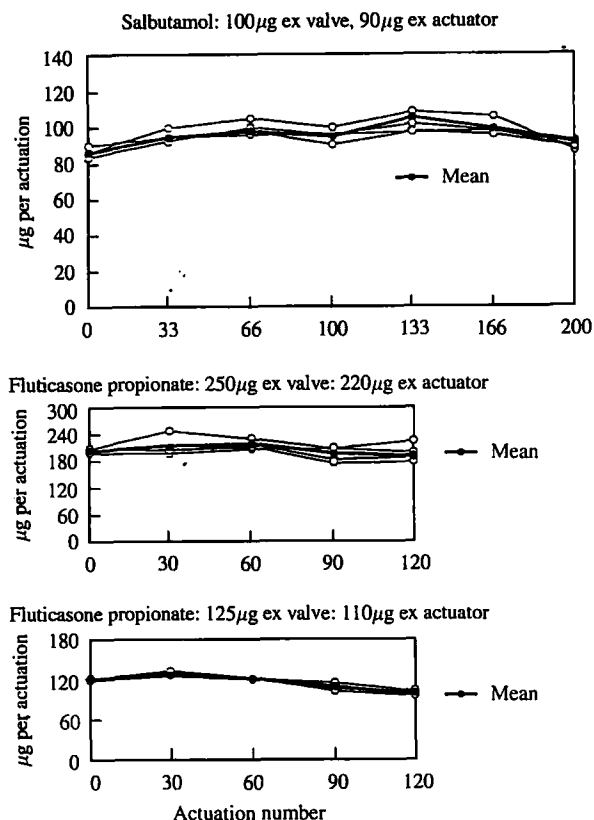 Salbutamol: 100µg ex valve, 90µg ex actuator
µg per actuation
140
120
100
80
60
40
20
0
Mean
0 33 66 100 133 166 200
Fluticasone propionate: 250µg ex valve: 220µg ex actuator
µg per actuation
300
240
180
120
60
0
Mean
0 30 60 90 120
Fluticasone propionate: 125µg ex valve: 110µg ex actuator
µg per actuation
180
120
60
0
Mean
0 30 60 90 120
Actuation number